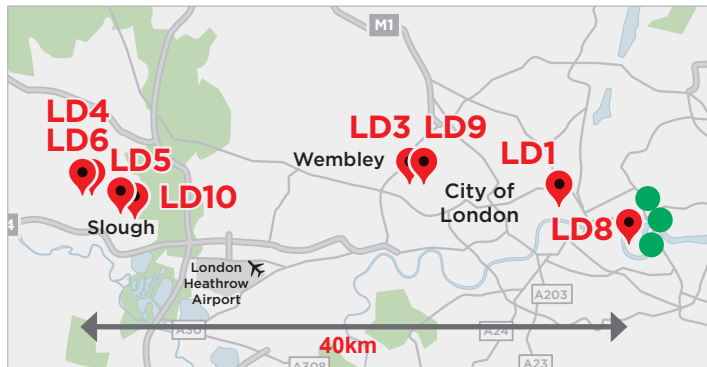 M1
LD4
LD6
LD5
LD10
Slough
LD3 LD9
Wembley
LD1
City of
London
LD8
4
London
Heathrow
Airport
A203
A30
A24
40km
A308
A23